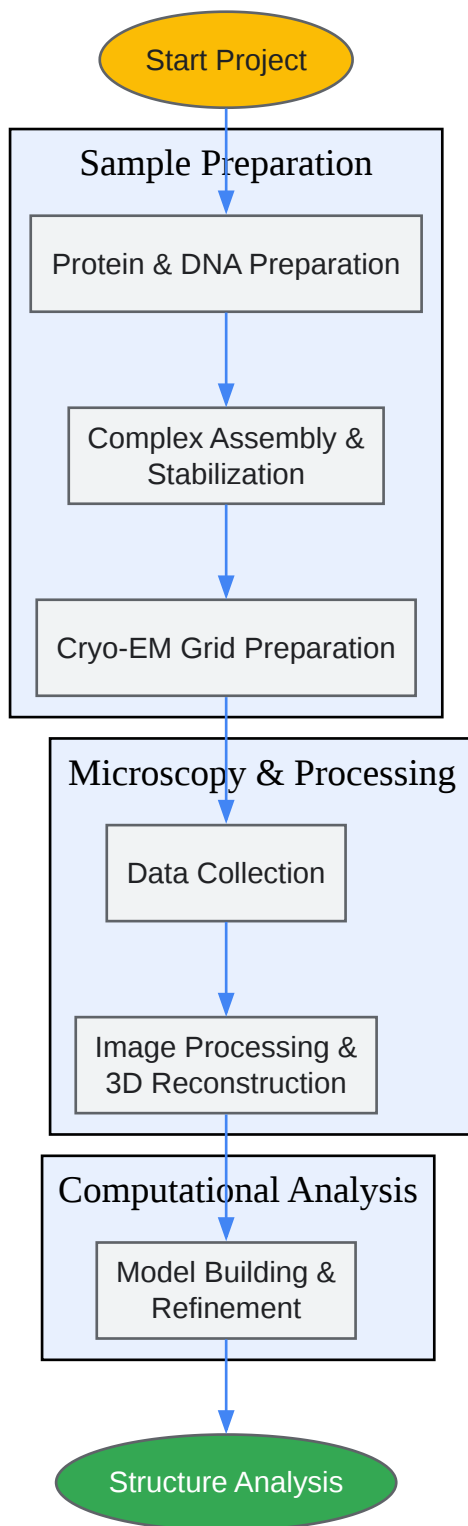 Start Project
Sample Preparation
Protein & DNA Preparation
Complex Assembly &
Stabilization
Cryo-EM Grid Preparation
Microscopy & Processing
Data Collection
Image Processing &
3D Reconstruction
Computational Analysis
Model Building &
Refinement
Structure Analysis